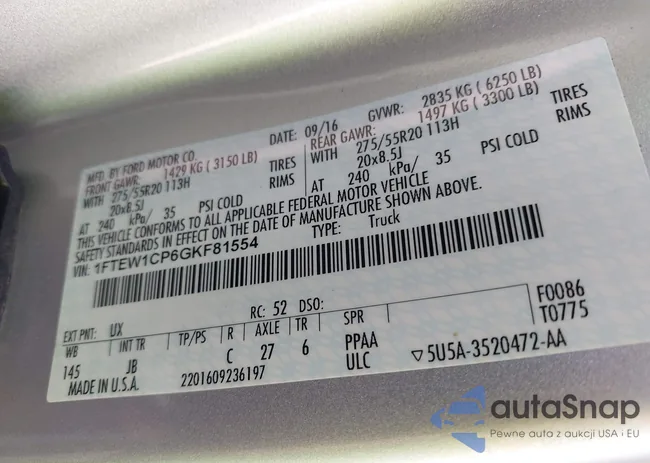 MFD. BY FORD MOTOR CO.
DATE: 09/16 GVWR: 2835 KG ( 6250 LB)
FRONT GAWR: 1429 KG ( 3150 LB) REAR GAWR: 1497 KG ( 3300 LB)
WITH 275/55R20 113H TIRES WITH 275/55R20 113H TIRES
20x8.5J RIMS 20x8.5J RIMS
AT 240 kPa/ 35 PSI COLD AT 240 kPa/ 35 PSI COLD
THIS VEHICLE CONFORMS TO ALL APPLICABLE FEDERAL MOTOR VEHICLE
SAFETY STANDARDS IN EFFECT ON THE DATE OF MANUFACTURE SHOWN ABOVE.
VIN: 1FTEW1CP6GKF81554 TYPE: Truck
F0086
T0775
EXT PNT: UX RC: 52 DSO:
WB INT TR TP/PS R AXLE TR SPR
145 JB C 27 6 PPAA
ULC ▽5U5A-3520472-AA
MADE IN U.S.A. 2201609236197
autaSnap
Pewne auta z aukcji USA i EU